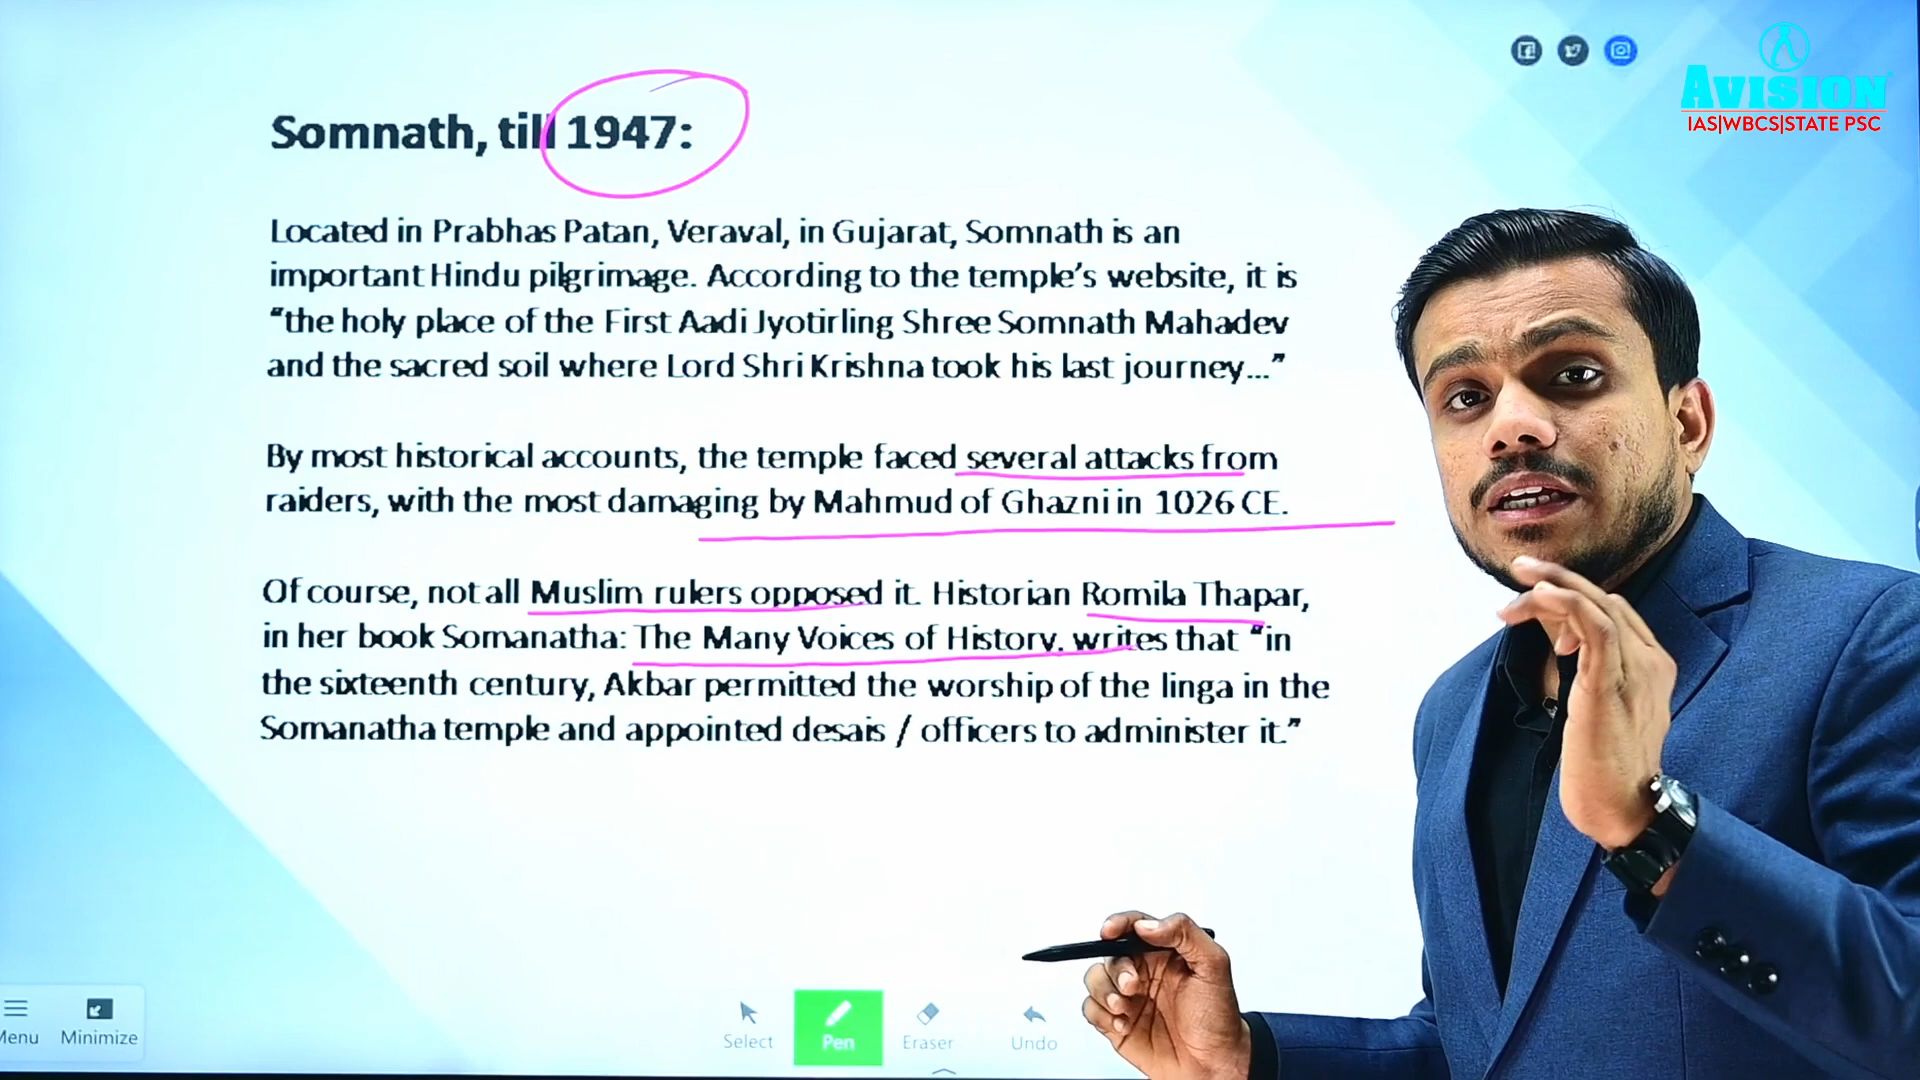 AVISION
IAS|WBCS|STATE PSC
Somnath, till 1947:
Located in Prabhas Patan, Veraval, in Gujarat, Somnath is an
important Hindu pilgrimage. According to the temple's website, it is
“the holy place of the First Aadi Jyotirling Shree Somnath Mahadev
and the sacred soil where Lord Shri Krishna took his last journey...”
By most historical accounts, the temple faced several attacks from
raiders, with the most damaging by Mahmud of Ghazni in 1026 CE.
Of course, not all Muslim rulers opposed it. Historian Romila Thapar,
in her book Somanatha: The Many Voices of History, writes that “in
the sixteenth century, Akbar permitted the worship of the linga in the
Somanatha temple and appointed desais / officers to administer it.”
Menu Minimize Select Pen Eraser Undo